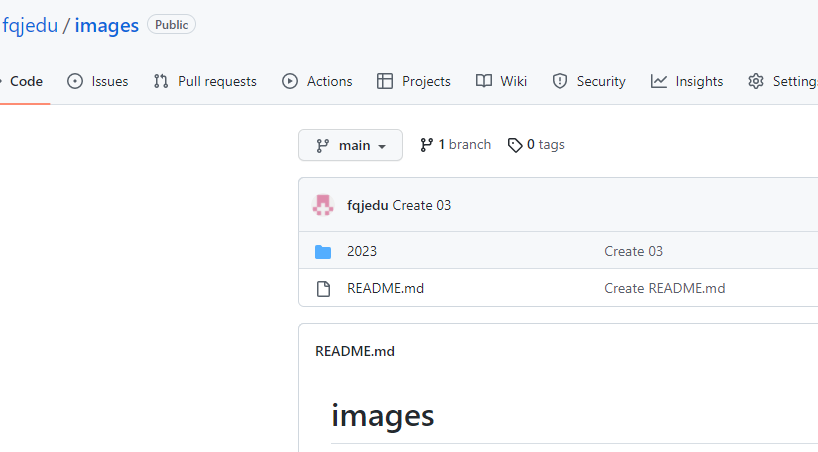 fqjedu / images Public
Code Issues Pull requests Actions Projects Wiki Security Insights
main 1 branch 0 tags
fqjedu Create 03
2023 Create 03
README.md Create README.md
README.md
images